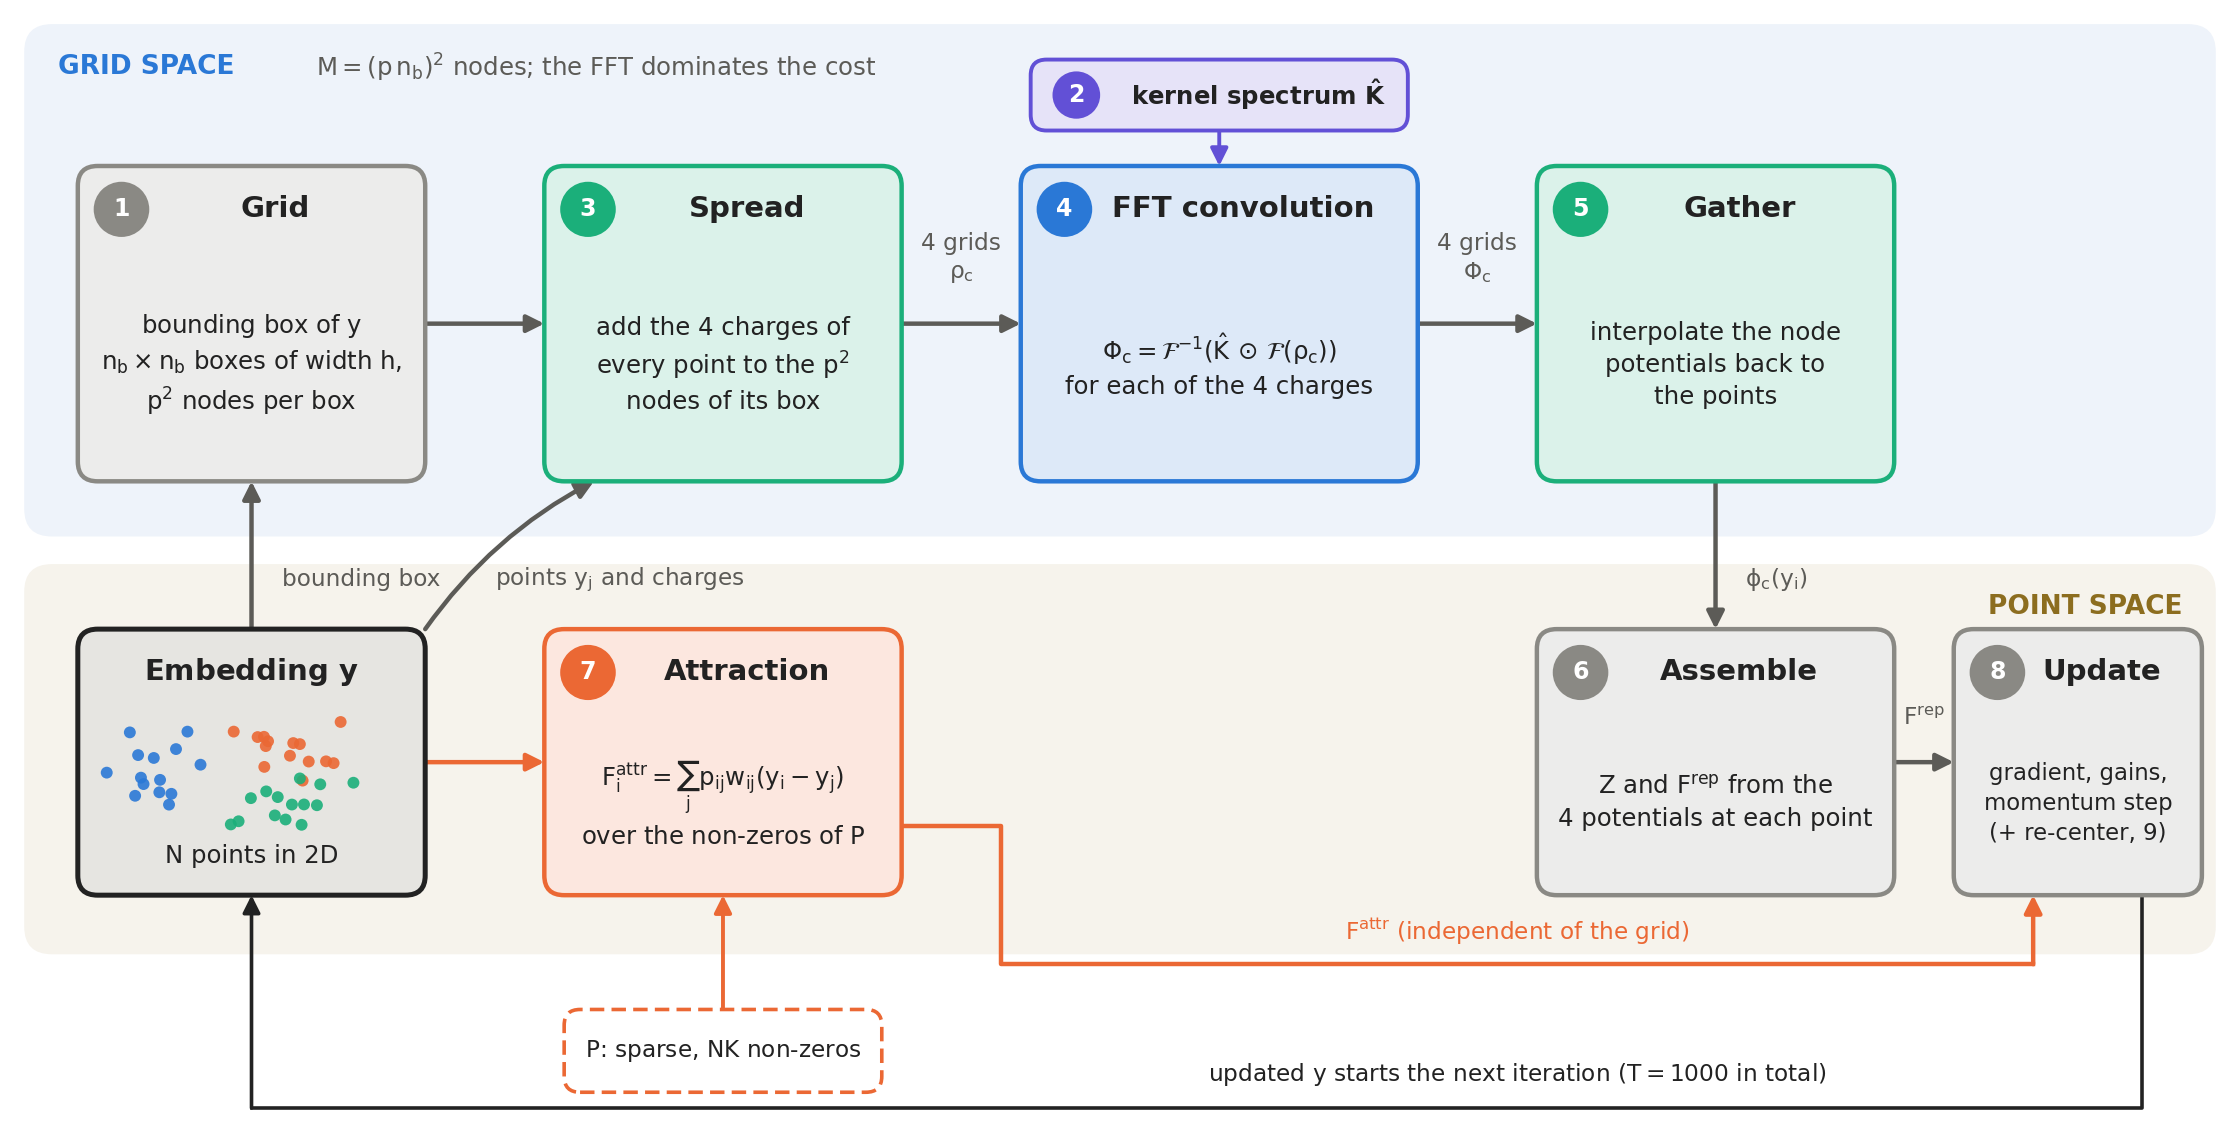 GRID SPACE
M = (p n_b)² nodes; the FFT dominates the cost
2 kernel spectrum K̂
1 Grid
bounding box of y
n_b × n_b boxes of width h,
p² nodes per box
3 Spread
add the 4 charges of
every point to the p²
nodes of its box
4 grids
ρ_c
4 FFT convolution
Φ_c = ℱ⁻¹(K̂ ⊙ ℱ(ρ_c))
for each of the 4 charges
4 grids
Φ_c
5 Gather
interpolate the node
potentials back to
the points
bounding box
points y_j and charges
ϕ_c(y_i)
POINT SPACE
Embedding y
N points in 2D
7 Attraction
F_i^attr = ∑_j p_ij w_ij (y_i − y_j)
over the non-zeros of P
6 Assemble
Z and F^rep from the
4 potentials at each point
F^rep
8 Update
gradient, gains,
momentum step
(+ re-center, 9)
F^attr (independent of the grid)
P: sparse, NK non-zeros
updated y starts the next iteration (T = 1000 in total)